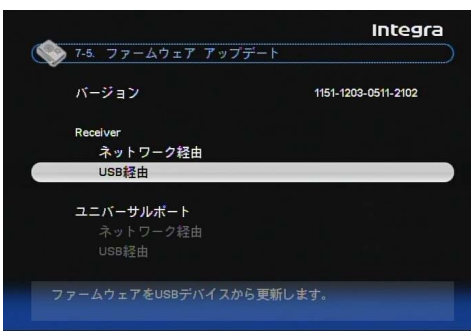 Integra
7-5. ファームウェア アップデート
バージョン 1151-1203-0511-2102
Receiver
ネットワーク経由
USB経由
ユニバーサルポート
ネットワーク経由
USB経由
ファームウェアをUSBデバイスから更新します。